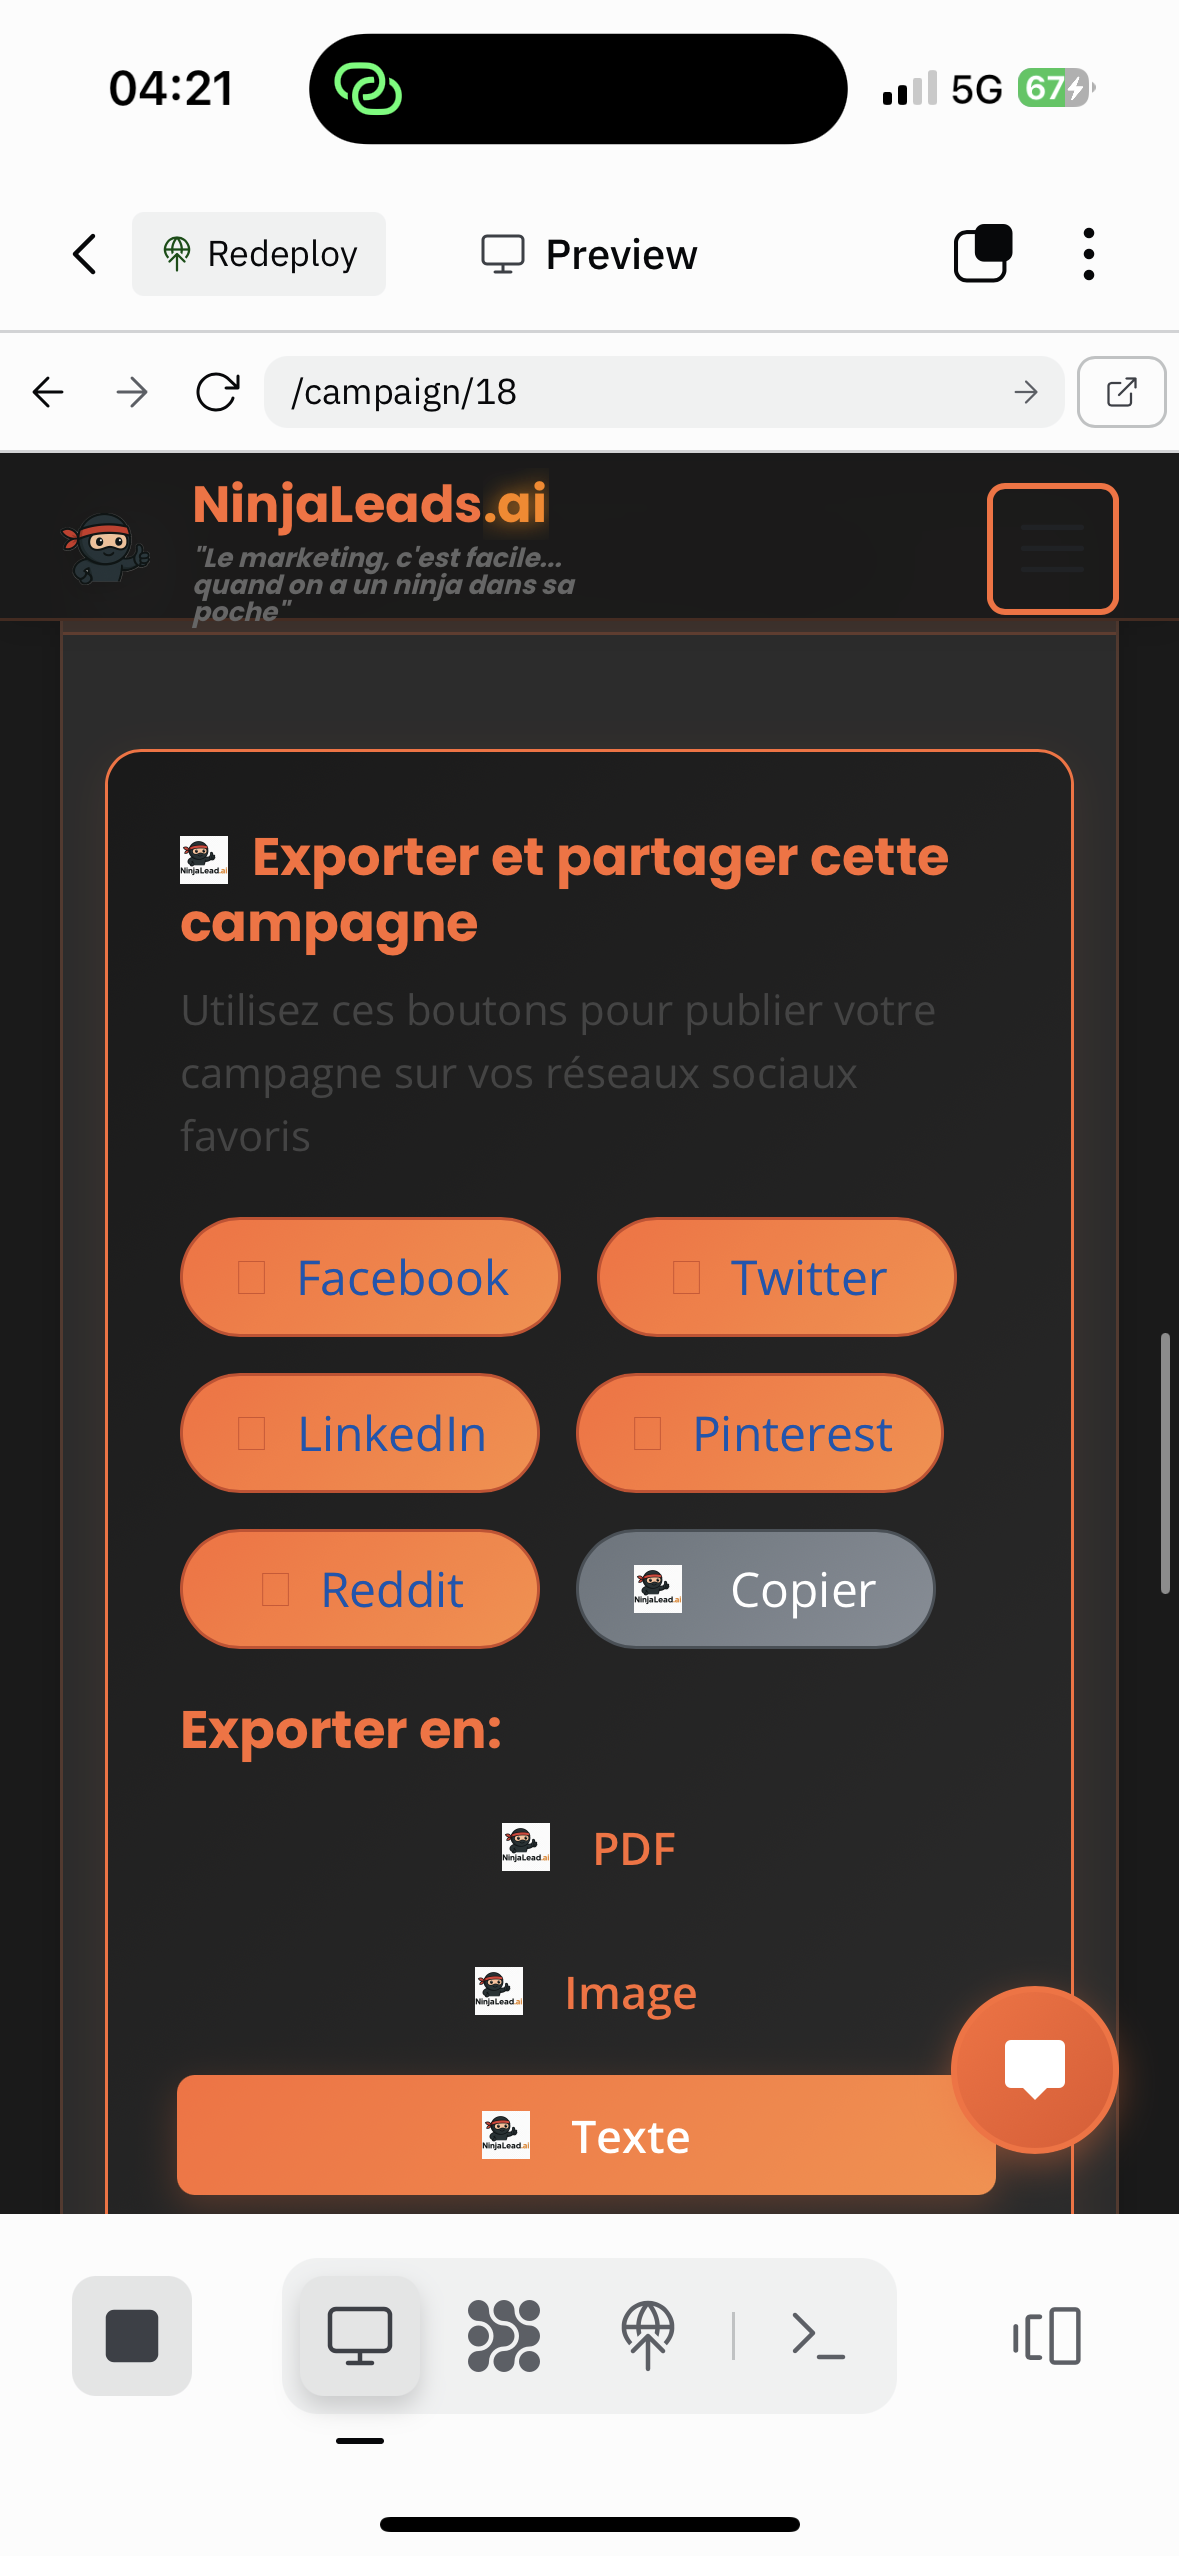 04:21
5G
67
Redeploy
Preview
/campaign/18
NinjaLeads.ai
"Le marketing, c'est facile...
quand on a un ninja dans sa
poche"
Exporter et partager cette
campagne
Utilisez ces boutons pour publier votre
campagne sur vos réseaux sociaux
favoris
Facebook
Twitter
LinkedIn
Pinterest
Reddit
NinjaLead.ai
Copier
Exporter en:
NinjaLead.ai
PDF
NinjaLead.ai
Image
NinjaLead.ai
Texte